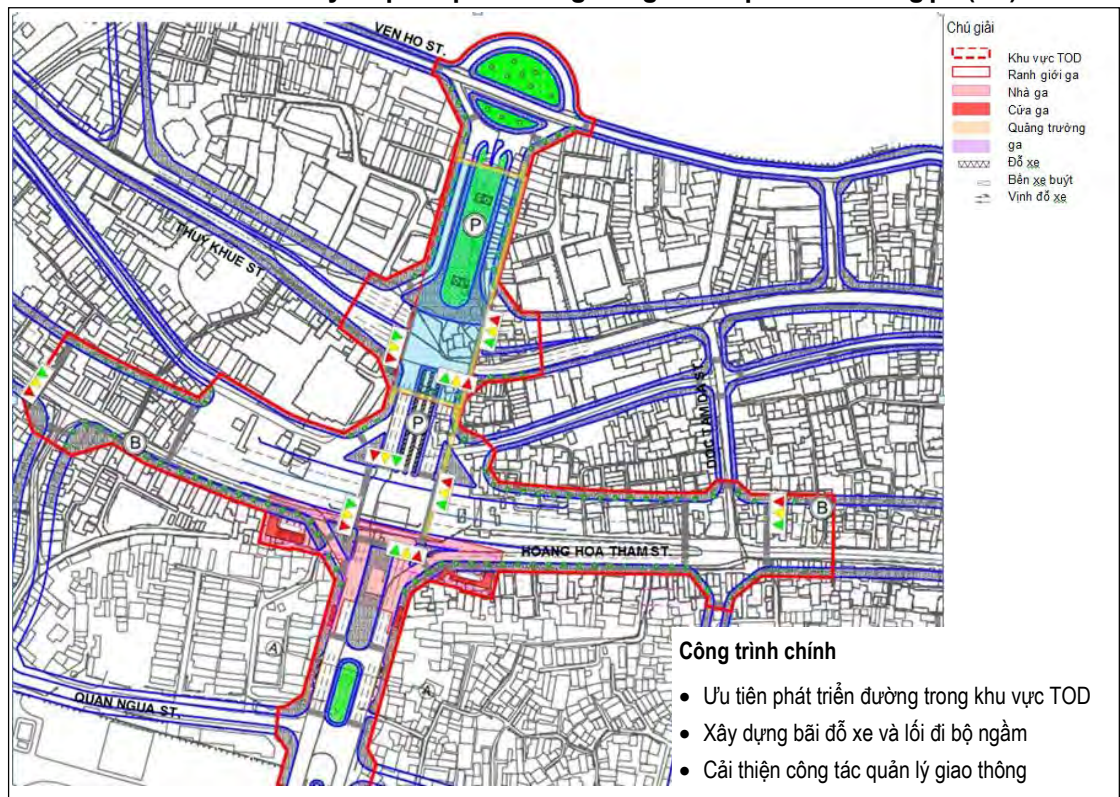 Chú giải
Khu vực TOD
Ranh giới ga
Nhà ga
Cửa ga
Quảng trường
ga
Đỗ xe
Bến xe buýt
Vịnh đỗ xe
VEN HO ST.
THUY KHUE ST.
P
DOC TAM DA ST.
P
B
B
HOANG HOA THAM ST.
A
A
QUAN NGUA ST.
Công trình chính
• Ưu tiên phát triển đường trong khu vực TOD
• Xây dựng bãi đỗ xe và lối đi bộ ngầm
• Cải thiện công tác quản lý giao thông